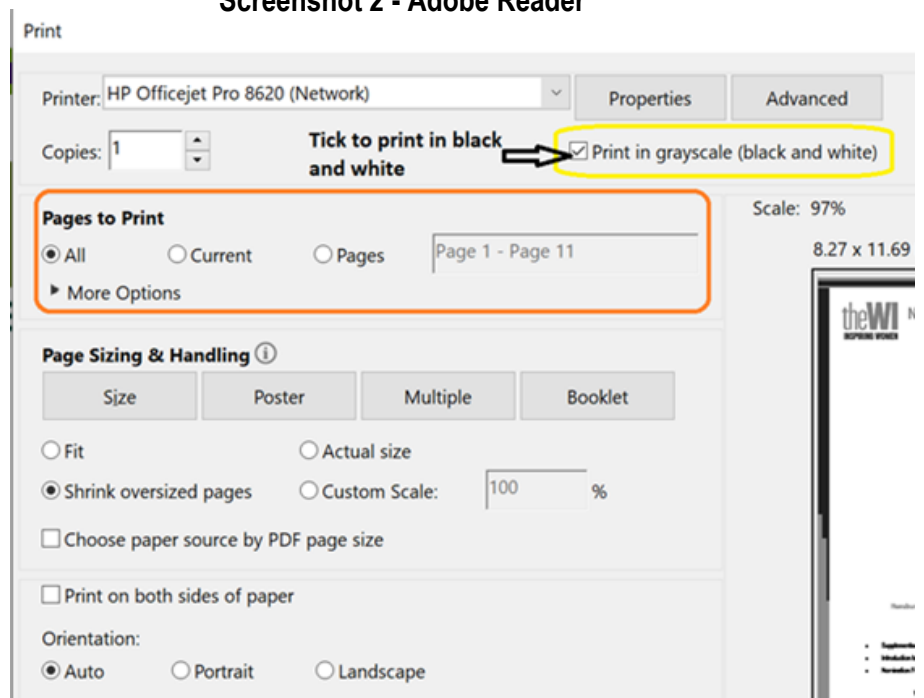 Screenshot 2 - Adobe Reader
Print
Printer: HP Officejet Pro 8620 (Network) Properties Advanced
Copies: 1 Tick to print in black and white Print in grayscale (black and white)
Pages to Print Scale: 97%
All Current Pages Page 1 - Page 11 8.27 x 11.69
More Options
theWI N
INSPIRING WOMEN
Page Sizing & Handling
Size Poster Multiple Booklet
Fit Actual size
Shrink oversized pages Custom Scale: 100 %
Choose paper source by PDF page size
Print on both sides of paper
Orientation:
Auto Portrait Landscape